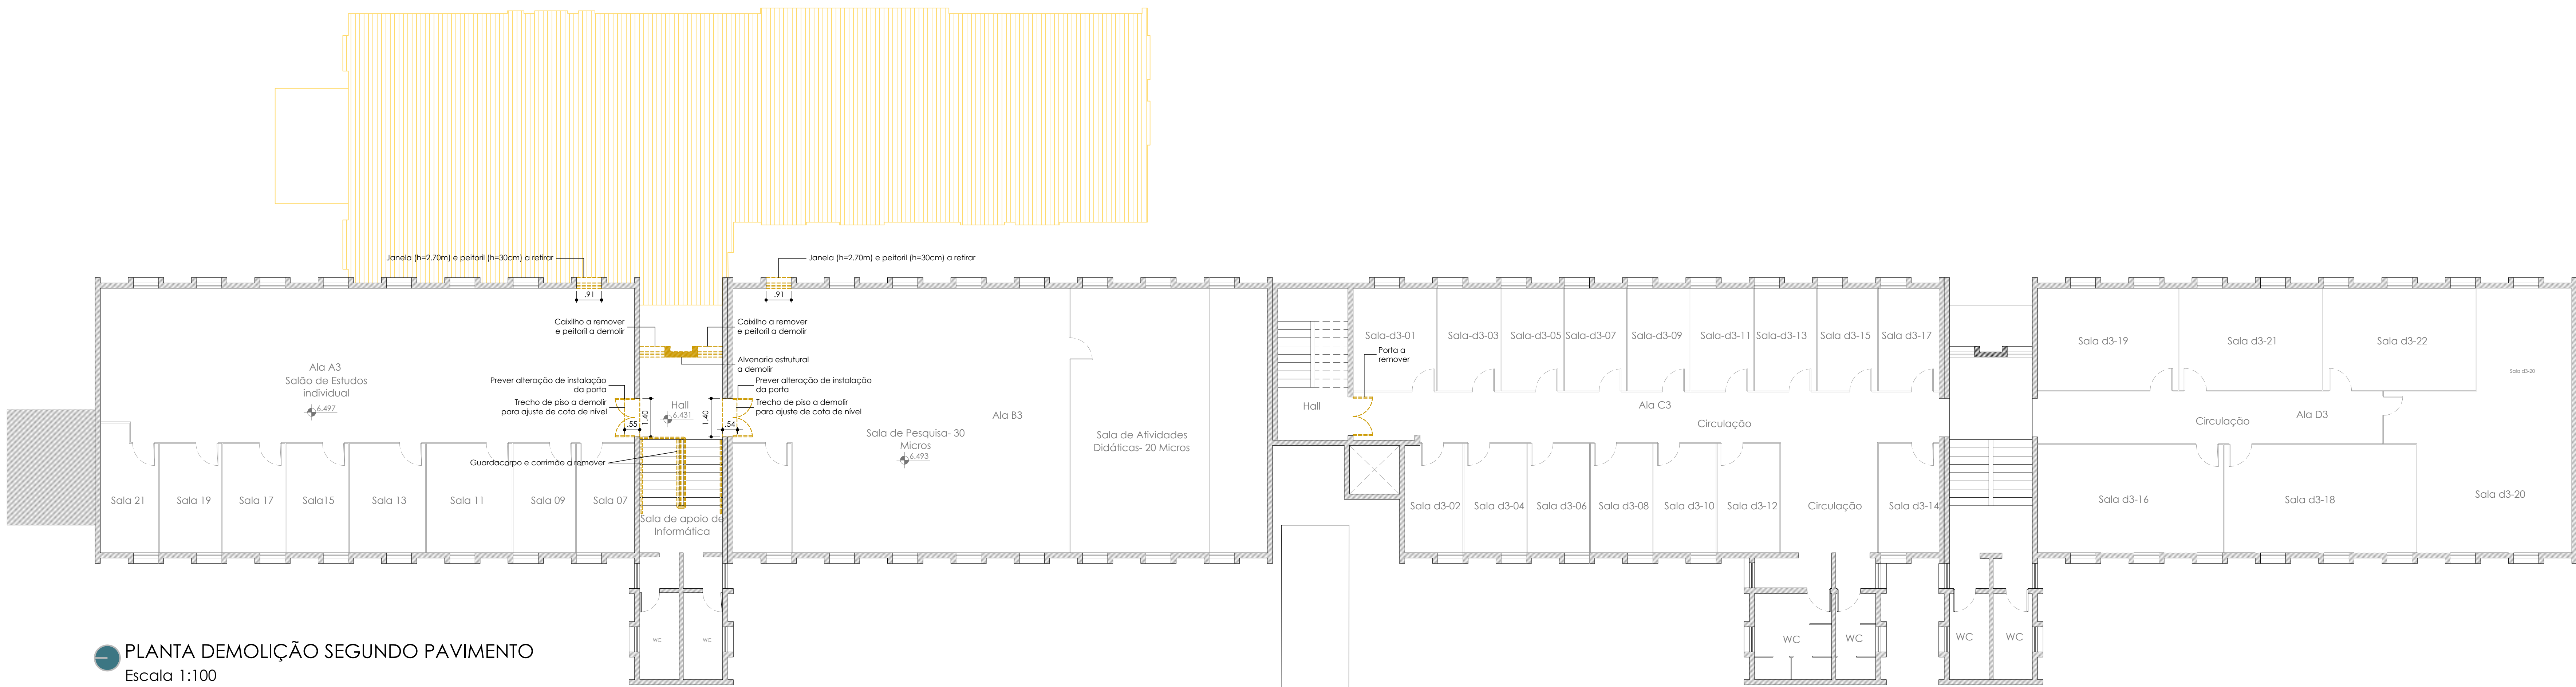 Janela (h=2.70m) e peitoril (h=30cm) a retirar
Janela (h=2.70m) e peitoril (h=30cm) a retirar
.91
.91
Caixilho a remover
e peitoril a demolir
Caixilho a remover
e peitoril a demolir
Alvenaria estrutural
a demolir
Prever alteração de instalação
da porta
Prever alteração de instalação
da porta
Trecho de piso a demolir
para ajuste de cota de nível
Trecho de piso a demolir
para ajuste de cota de nível
Ala A3
Salão de Estudos
individual
6.497
Hall
6.431
1.40
1.40
.55
.54
Guardacorpo e corrimão a remover
Sala 21
Sala 19
Sala 17
Sala15
Sala 13
Sala 11
Sala 09
Sala 07
Sala de apoio de
Informática
WC
WC
Ala B3
Sala de Pesquisa- 30
Micros
6.493
Sala de Atividades
Didáticas- 20 Micros
Hall
Porta a
remover
Sala-d3-01
Sala-d3-03
Sala d3-05
Sala-d3-07
Sala-d3-09
Sala-d3-11
Sala-d3-13
Sala d3-15
Sala d3-17
Ala C3
Circulação
Sala d3-02
Sala d3-04
Sala d3-06
Sala d3-08
Sala d3-10
Sala d3-12
Circulação
Sala d3-14
WC
WC
WC
WC
Sala d3-19
Sala d3-21
Sala d3-22
Sala d3-20
Circulação
Ala D3
Sala d3-16
Sala d3-18
Sala d3-20
PLANTA DEMOLIÇÃO SEGUNDO PAVIMENTO
Escala 1:100